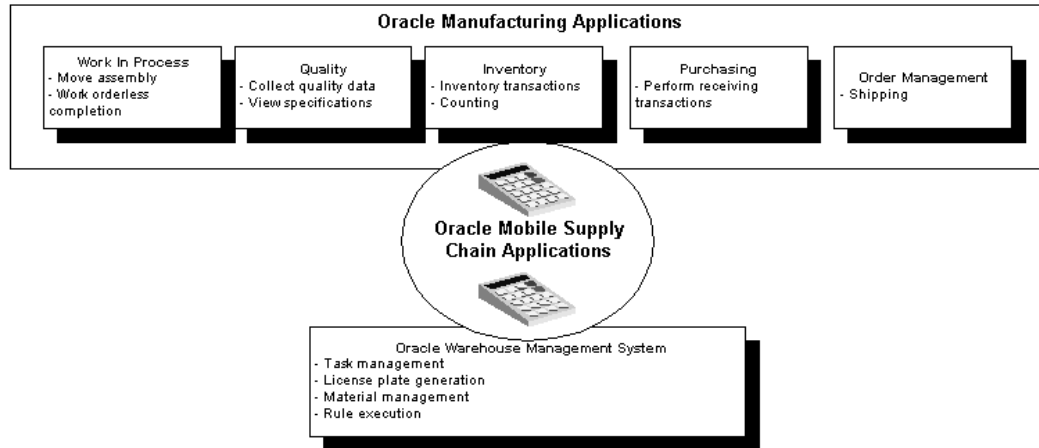 Oracle Manufacturing Applications
Work In Process
- Move assembly
- Work orderless
completion
Quality
- Collect quality data
- View specifications
Inventory
- Inventory transactions
- Counting
Purchasing
- Perform receiving
transactions
Order Management
- Shipping
Oracle Mobile Supply
Chain Applications
Oracle Warehouse Management System
- Task management
- License plate generation
- Material management
- Rule execution